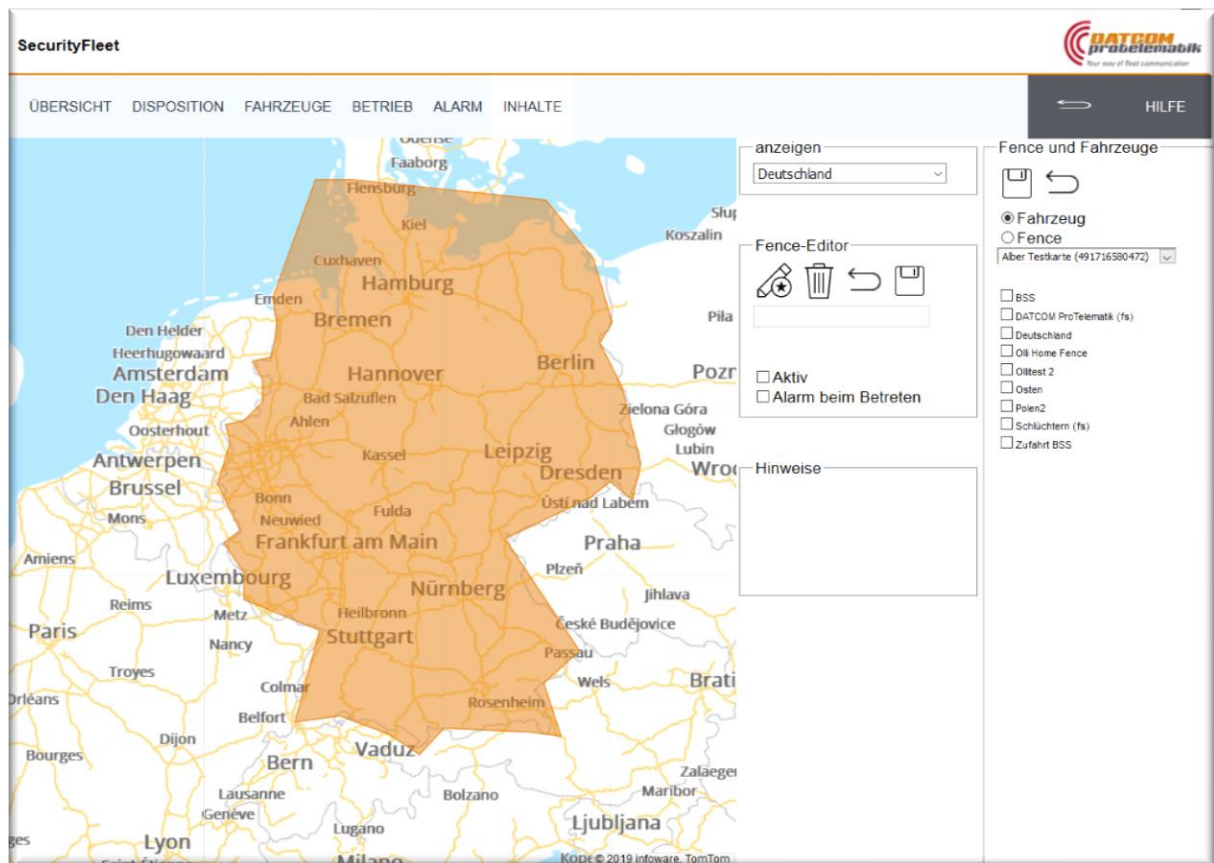 SecurityFleet
DATCOM
probelematik
Your way of fleet communication
ÜBERSICHT DISPOSITION FAHRZEUGE BETRIEB ALARM INHALTE
HILFE
anzeigen
Deutschland
Fence-Editor
Aktiv
Alarm beim Betreten
Hinweise
Fence und Fahrzeuge
Fahrzeug
Fence
Alber Testkarte (491716580472)
BSS
DATCOM ProTelematik (fs)
Deutschland
Olli Home Fence
Ollitest 2
Osten
Polen2
Schlüchtern (fs)
Zufahrt BSS
Odense
Faaborg
Flensburg
Kiel
Koszalin
Cuxhaven
Hamburg
Emden
Bremen
Piła
Den Helder
Heerhugowaard
Amsterdam
Hannover
Berlin
Den Haag
Bad Salzuflen
Zielona Góra
Oosterhout
Ahlen
Głogów
Antwerpen
Kassel
Leipzig
Lubin
Dresden
Brussel
Bonn
Ústí nad Labem
Mons
Neuwied
Fulda
Frankfurt am Main
Praha
Amiens
Luxembourg
Plzeň
Nürnberg
Jihlava
Reims
Metz
Heilbronn
Paris
Nancy
Stuttgart
České Budějovice
Passau
Troyes
Colmar
Wels
Brati
Orléans
Rosenheim
Belfort
Dijon
Vaduz
Bourges
Bern
Zalaege
Lausanne
Bolzano
Maribor
Genève
Lugano
Ljubljana
Lyon
Milano
© 2019 infoware, TomTom